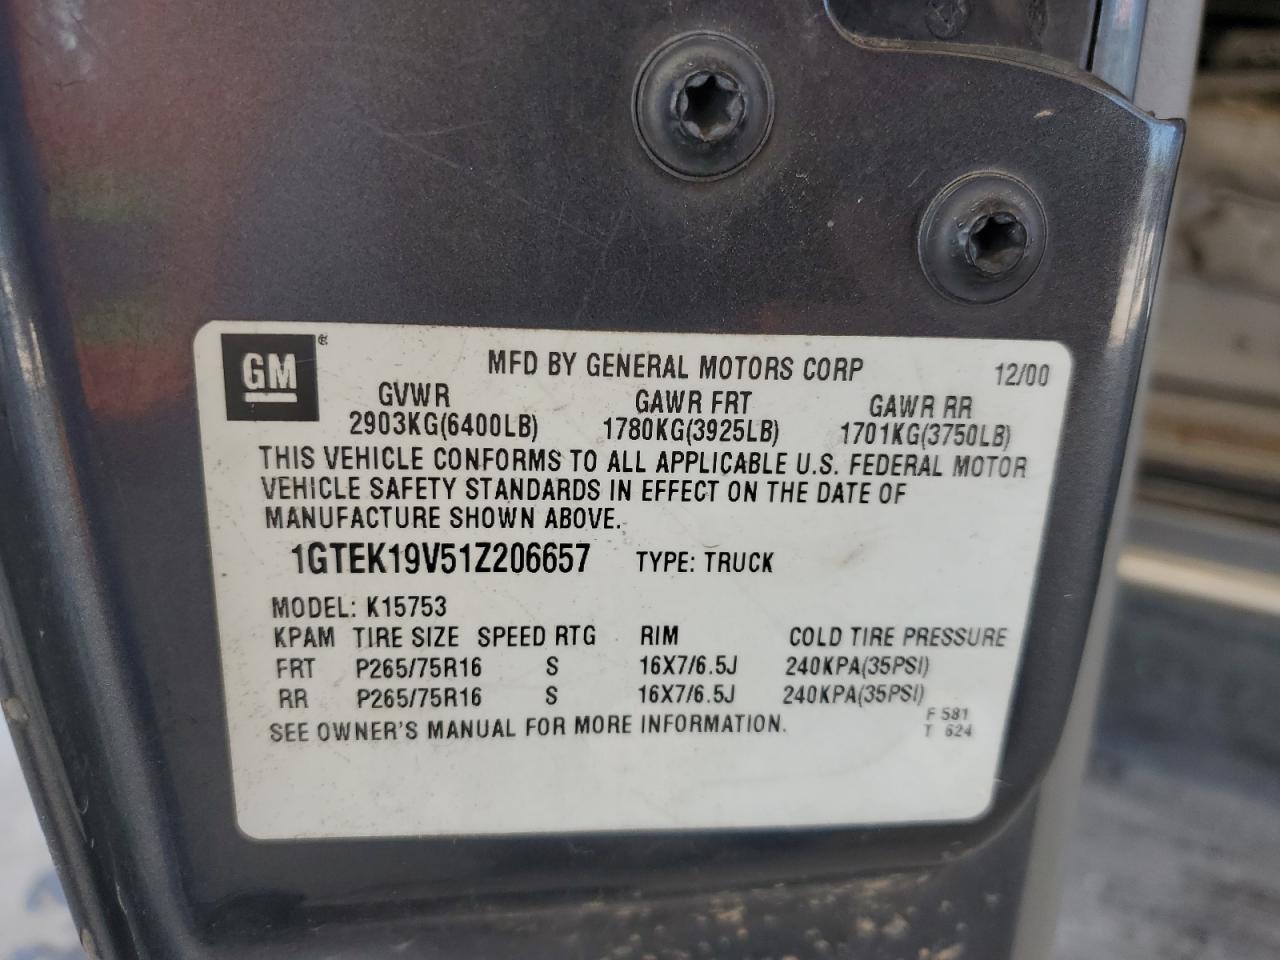 GM ®
MFD BY GENERAL MOTORS CORP 12/00
GVWR GAWR FRT GAWR RR
2903KG(6400LB) 1780KG(3925LB) 1701KG(3750LB)
THIS VEHICLE CONFORMS TO ALL APPLICABLE U.S. FEDERAL MOTOR
VEHICLE SAFETY STANDARDS IN EFFECT ON THE DATE OF
MANUFACTURE SHOWN ABOVE.
1GTEK19V51Z206657 TYPE: TRUCK
MODEL: K15753
KPAM TIRE SIZE SPEED RTG RIM COLD TIRE PRESSURE
FRT P265/75R16 S 16X7/6.5J 240KPA(35PSI)
RR P265/75R16 S 16X7/6.5J 240KPA(35PSI)
SEE OWNER'S MANUAL FOR MORE INFORMATION.
F 581
T 624